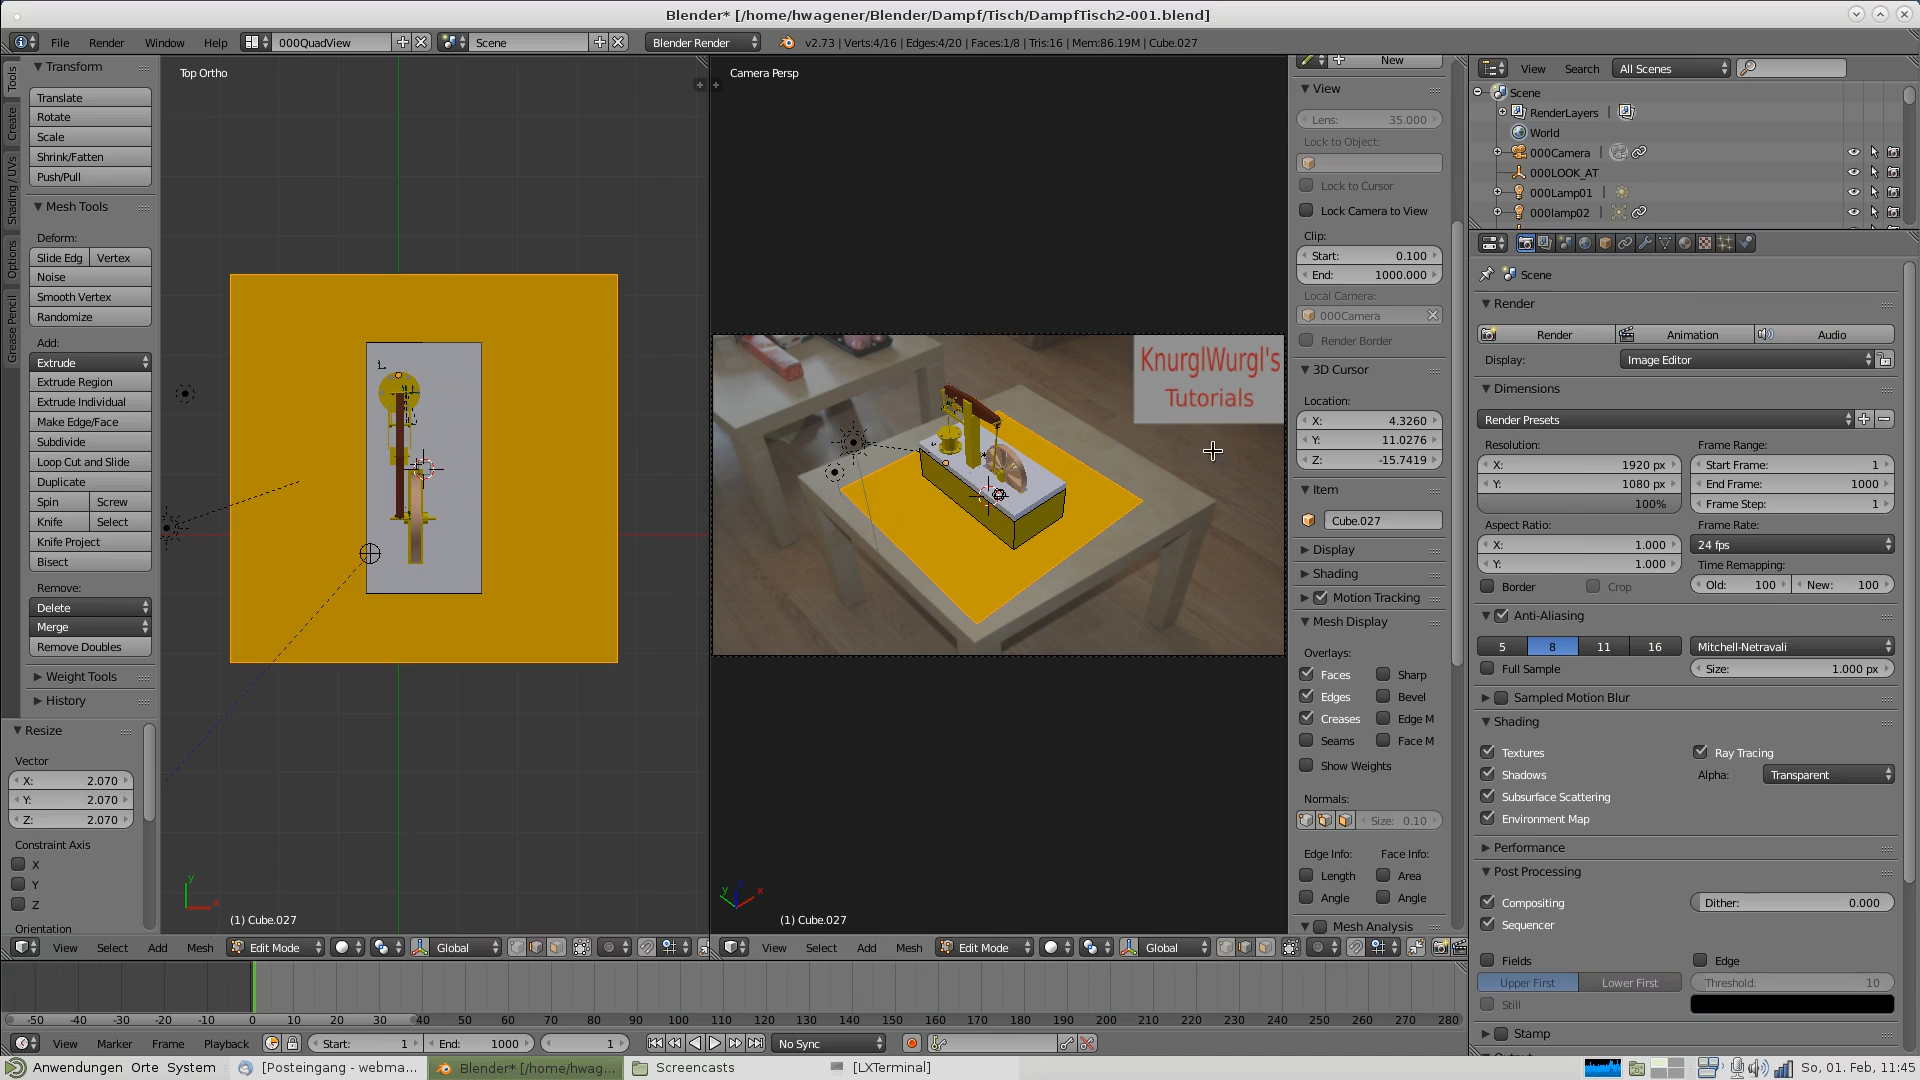 Blender* [/home/hwagener/Blender/Dampf/Tisch/DampfTisch2-001.blend]
File Render Window Help 000QuadView Scene Blender Render v2.73 | Verts:4/16 | Edges:4/20 | Faces:1/8 | Tris:16 | Mem:86.19M | Cube.027
Tools
Create
Shading / UVs
Options
Grease Pencil
Transform
Translate
Rotate
Scale
Shrink/Fatten
Push/Pull
Mesh Tools
Deform:
Slide Edg Vertex
Noise
Smooth Vertex
Randomize
Add:
Extrude
Extrude Region
Extrude Individual
Make Edge/Face
Subdivide
Loop Cut and Slide
Duplicate
Spin Screw
Knife Select
Knife Project
Bisect
Remove:
Delete
Merge
Remove Doubles
Weight Tools
History
Resize
Vector
X: 2.070
Y: 2.070
Z: 2.070
Constraint Axis
X
Y
Z
Orientation
Top Ortho
y
(1) Cube.027
View Select Add Mesh Edit Mode Global
Camera Persp
KnurglWurgl's
Tutorials
y x
(1) Cube.027
View Select Add Mesh Edit Mode Global
New
View
Lens: 35.000
Lock to Object:
Lock to Cursor
Lock Camera to View
Clip:
Start: 0.100
End: 1000.000
Local Camera:
000Camera
Render Border
3D Cursor
Location:
X: 4.3260
Y: 11.0276
Z: -15.7419
Item
Cube.027
Display
Shading
Motion Tracking
Mesh Display
Overlays:
Faces Sharp
Edges Bevel
Creases Edge M
Seams Face M
Show Weights
Normals:
Size: 0.10
Edge Info: Face Info:
Length Area
Angle Angle
Mesh Analysis
View Search All Scenes
Scene
RenderLayers
World
000Camera
000LOOK_AT
000Lamp01
000lamp02
Scene
Render
Render Animation Audio
Display: Image Editor
Dimensions
Render Presets
Resolution: Frame Range:
X: 1920 px Start Frame: 1
Y: 1080 px End Frame: 1000
100% Frame Step: 1
Aspect Ratio: Frame Rate:
X: 1.000 24 fps
Y: 1.000 Time Remapping:
Border Crop Old: 100 New: 100
Anti-Aliasing
5 8 11 16 Mitchell-Netravali
Full Sample Size: 1.000 px
Sampled Motion Blur
Shading
Textures Ray Tracing
Shadows Alpha: Transparent
Subsurface Scattering
Environment Map
Performance
Post Processing
Compositing Dither: 0.000
Sequencer
Fields Edge
Upper First Lower First Threshold: 10
Still
Stamp
-50 -40 -30 -20 -10 0 10 20 30 40 50 60 70 80 90 100 110 120 130 140 150 160 170 180 190 200 210 220 230 240 250 260 270 280
View Marker Frame Playback Start: 1 End: 1000 1 No Sync
Anwendungen Orte System [Posteingang - webma... Blender* [/home/hwag... Screencasts [LXTerminal] So, 01. Feb, 11:45